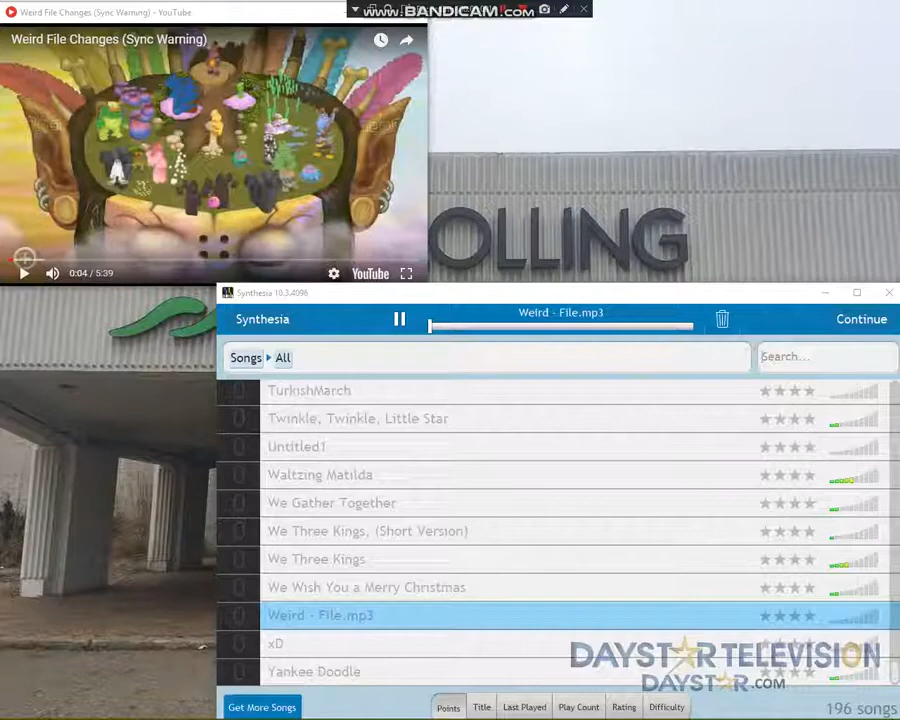 Weird File Changes (Sync Warning) - YouTube
www.BANDICAM.com
Weird File Changes (Sync Warning)
OLLING
0:04 / 5:39
YouTube
Synthesia 10.3.4096
Synthesia
Weird - File.mp3
Continue
Songs All
Search...
TurkishMarch
Twinkle, Twinkle, Little Star
Untitled1
Waltzing Matilda
We Gather Together
We Three Kings, (Short Version)
We Three Kings
We Wish You a Merry Christmas
Weird - File.mp3
xD
Yankee Doodle
DAYSTAR TELEVISION
DAYSTAR.COM
Get More Songs
Points Title Last Played Play Count Rating Difficulty
196 songs